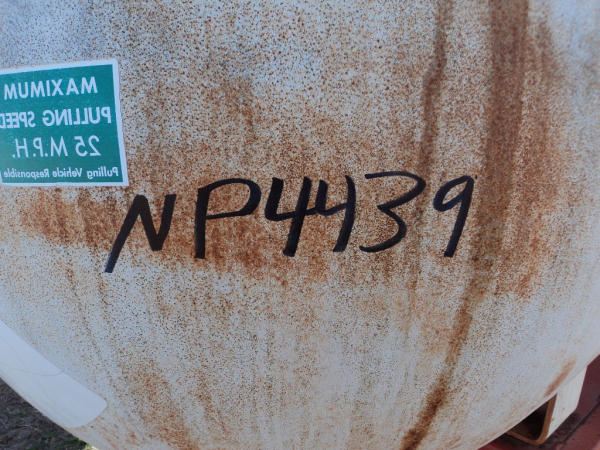 MAXIMUM
PULLING SPEED
25 M.P.H.
Pulling Vehicle Responsible
NP4439